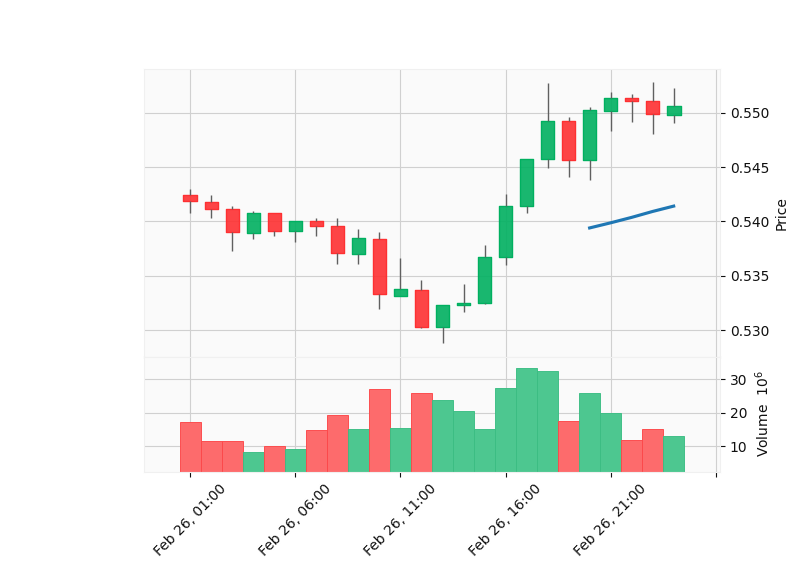 0.550
0.545
0.540
0.535
0.530
Price
30
20
10
Volume 10⁶
Feb 26, 01:00
Feb 26, 06:00
Feb 26, 11:00
Feb 26, 16:00
Feb 26, 21:00